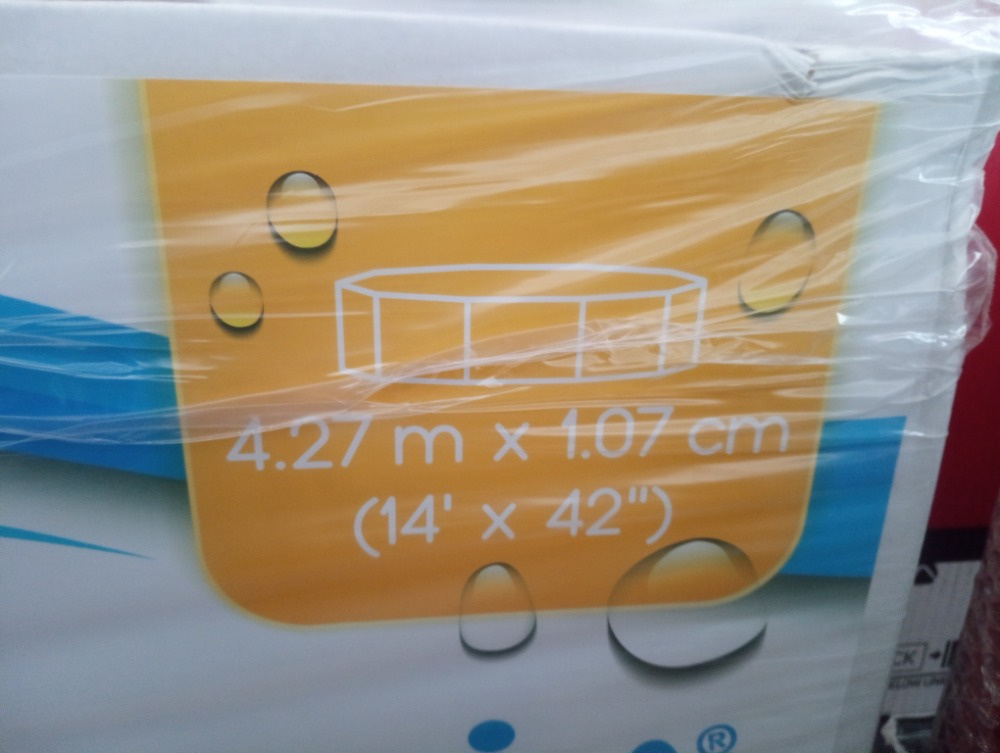 4.27 m x 1.07 cm
(14' x 42")
®